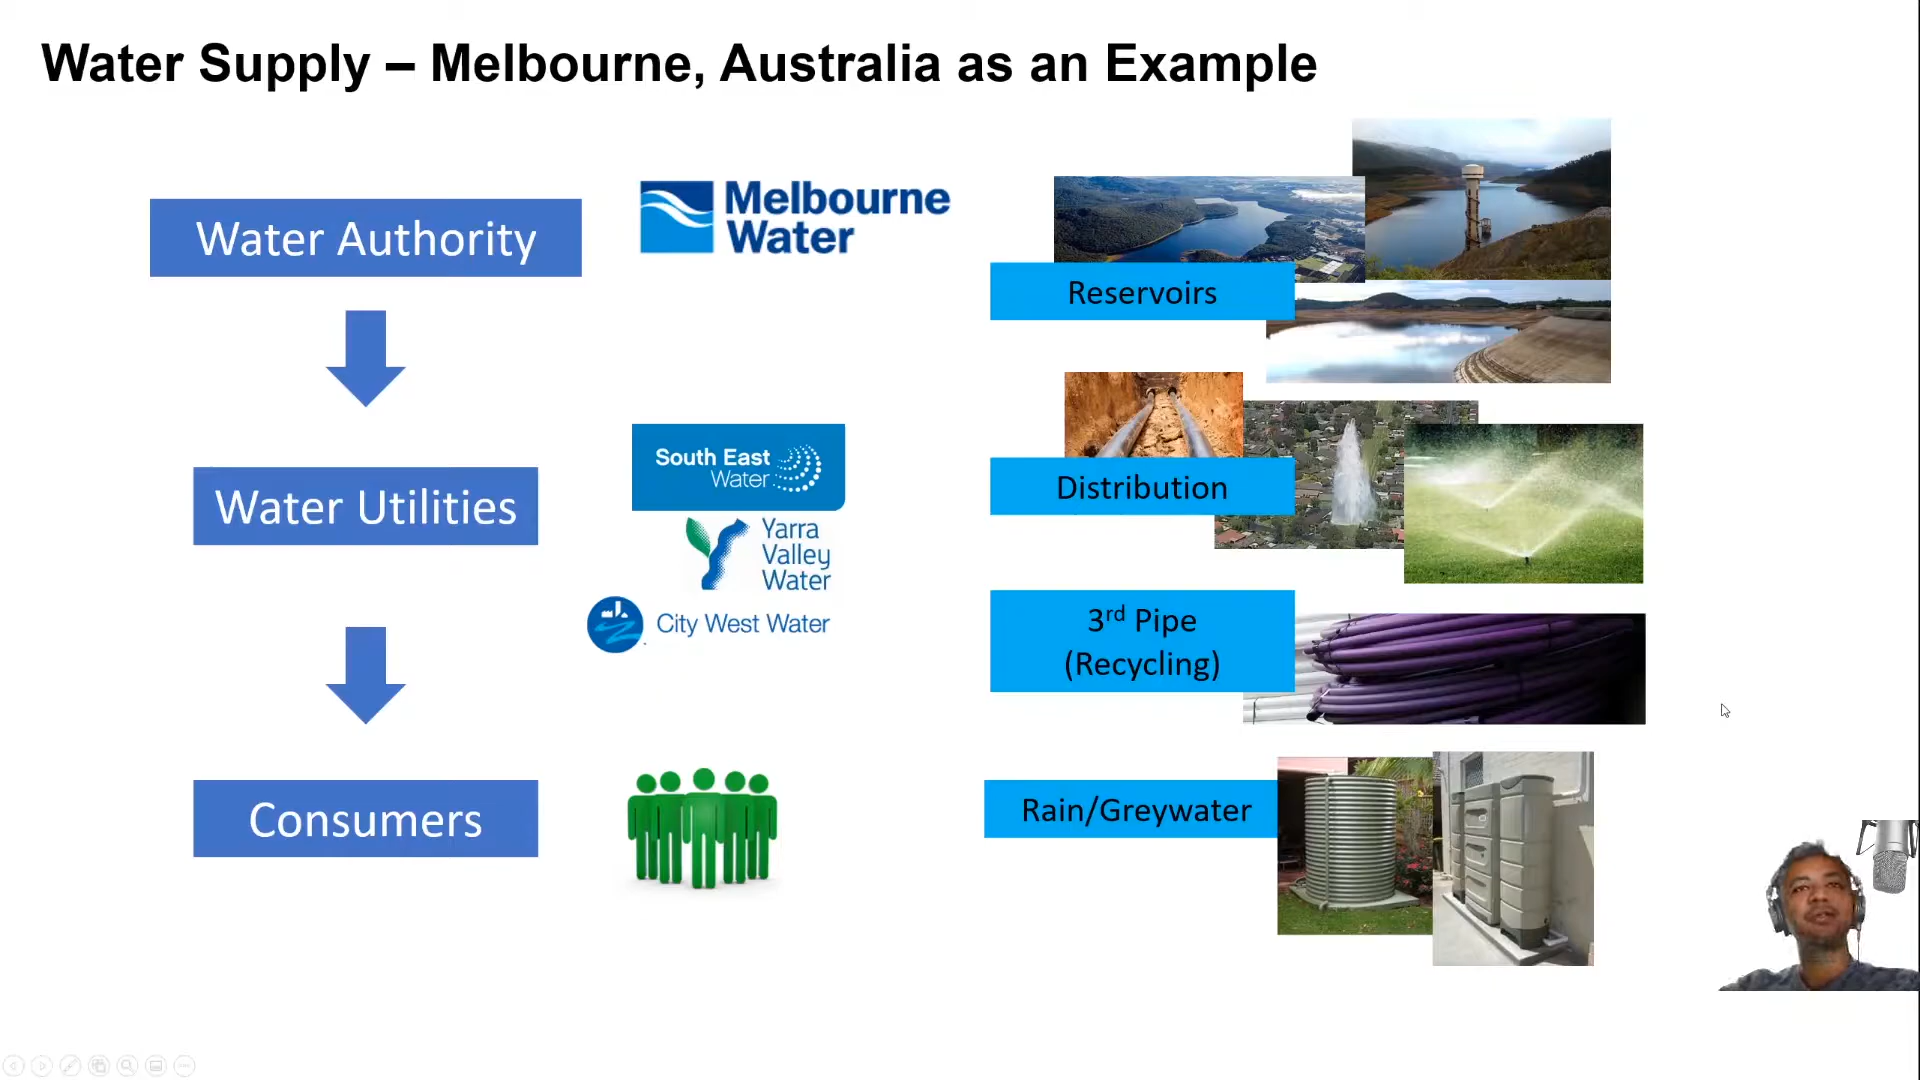 Water Supply – Melbourne, Australia as an Example
Water Authority
Melbourne
Water
Reservoirs
Water Utilities
South East
Water
Yarra
Valley
Water
City West Water
Distribution
3rd Pipe
(Recycling)
Consumers
Rain/Greywater